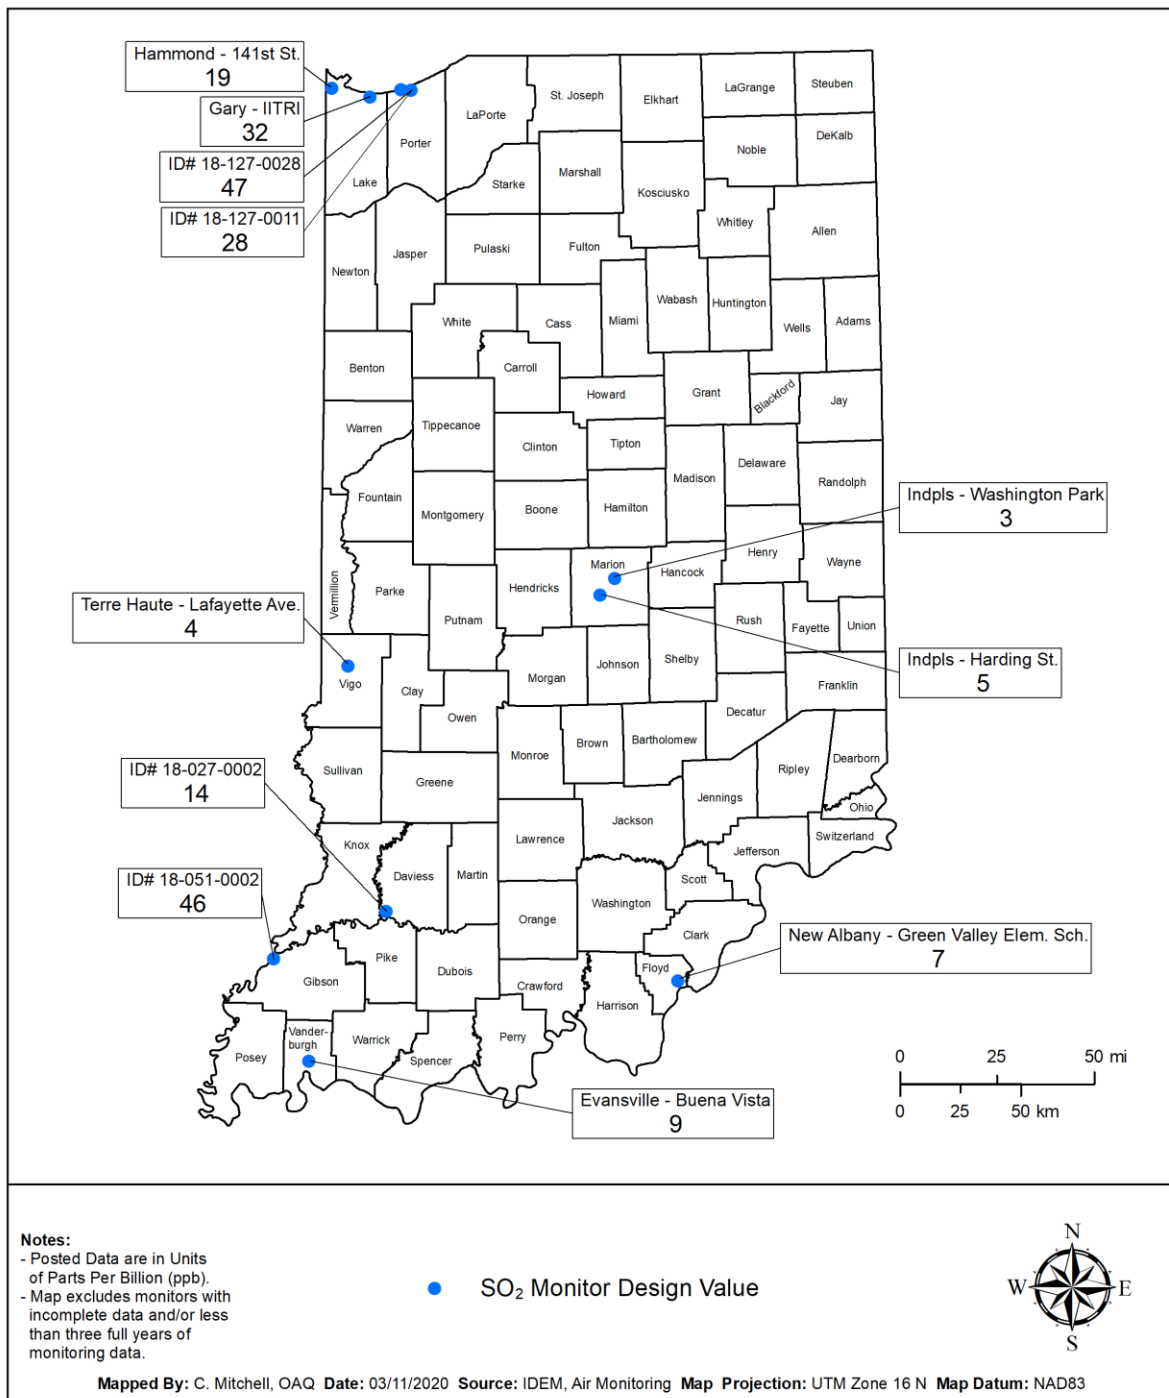 Hammond - 141st St.
19
Gary - IITRI
32
ID# 18-127-0028
47
ID# 18-127-0011
28
Steuben
LaGrange
Elkhart
St. Joseph
LaPorte
Porter
Lake
DeKalb
Noble
Marshall
Starke
Kosciusko
Whitley
Allen
Newton
Jasper
Pulaski
Fulton
Wabash
Huntington
Miami
White
Cass
Wells
Adams
Benton
Carroll
Howard
Grant
Blackford
Jay
Warren
Tippecanoe
Clinton
Tipton
Madison
Delaware
Randolph
Fountain
Montgomery
Boone
Hamilton
Indpls - Washington Park
3
Henry
Wayne
Marion
Hancock
Hendricks
Vermillion
Parke
Putnam
Terre Haute - Lafayette Ave.
4
Rush
Fayette
Union
Indpls - Harding St.
5
Shelby
Johnson
Morgan
Vigo
Clay
Owen
Franklin
Decatur
Monroe
Brown
Bartholomew
ID# 18-027-0002
14
Sullivan
Greene
Ripley
Dearborn
Jennings
Ohio
Jackson
Switzerland
Lawrence
Knox
Jefferson
Daviess
Martin
Scott
ID# 18-051-0002
46
Washington
Orange
Clark
New Albany - Green Valley Elem. Sch.
7
Pike
Gibson
Dubois
Floyd
Crawford
Harrison
Vander-
burgh
Warrick
Perry
Posey
Spencer
0 25 50 mi
0 25 50 km
Evansville - Buena Vista
9
Notes:
- Posted Data are in Units
of Parts Per Billion (ppb).
- Map excludes monitors with
incomplete data and/or less
than three full years of
monitoring data.
SO₂ Monitor Design Value
N
W E
S
Mapped By: C. Mitchell, OAQ Date: 03/11/2020 Source: IDEM, Air Monitoring Map Projection: UTM Zone 16 N Map Datum: NAD83